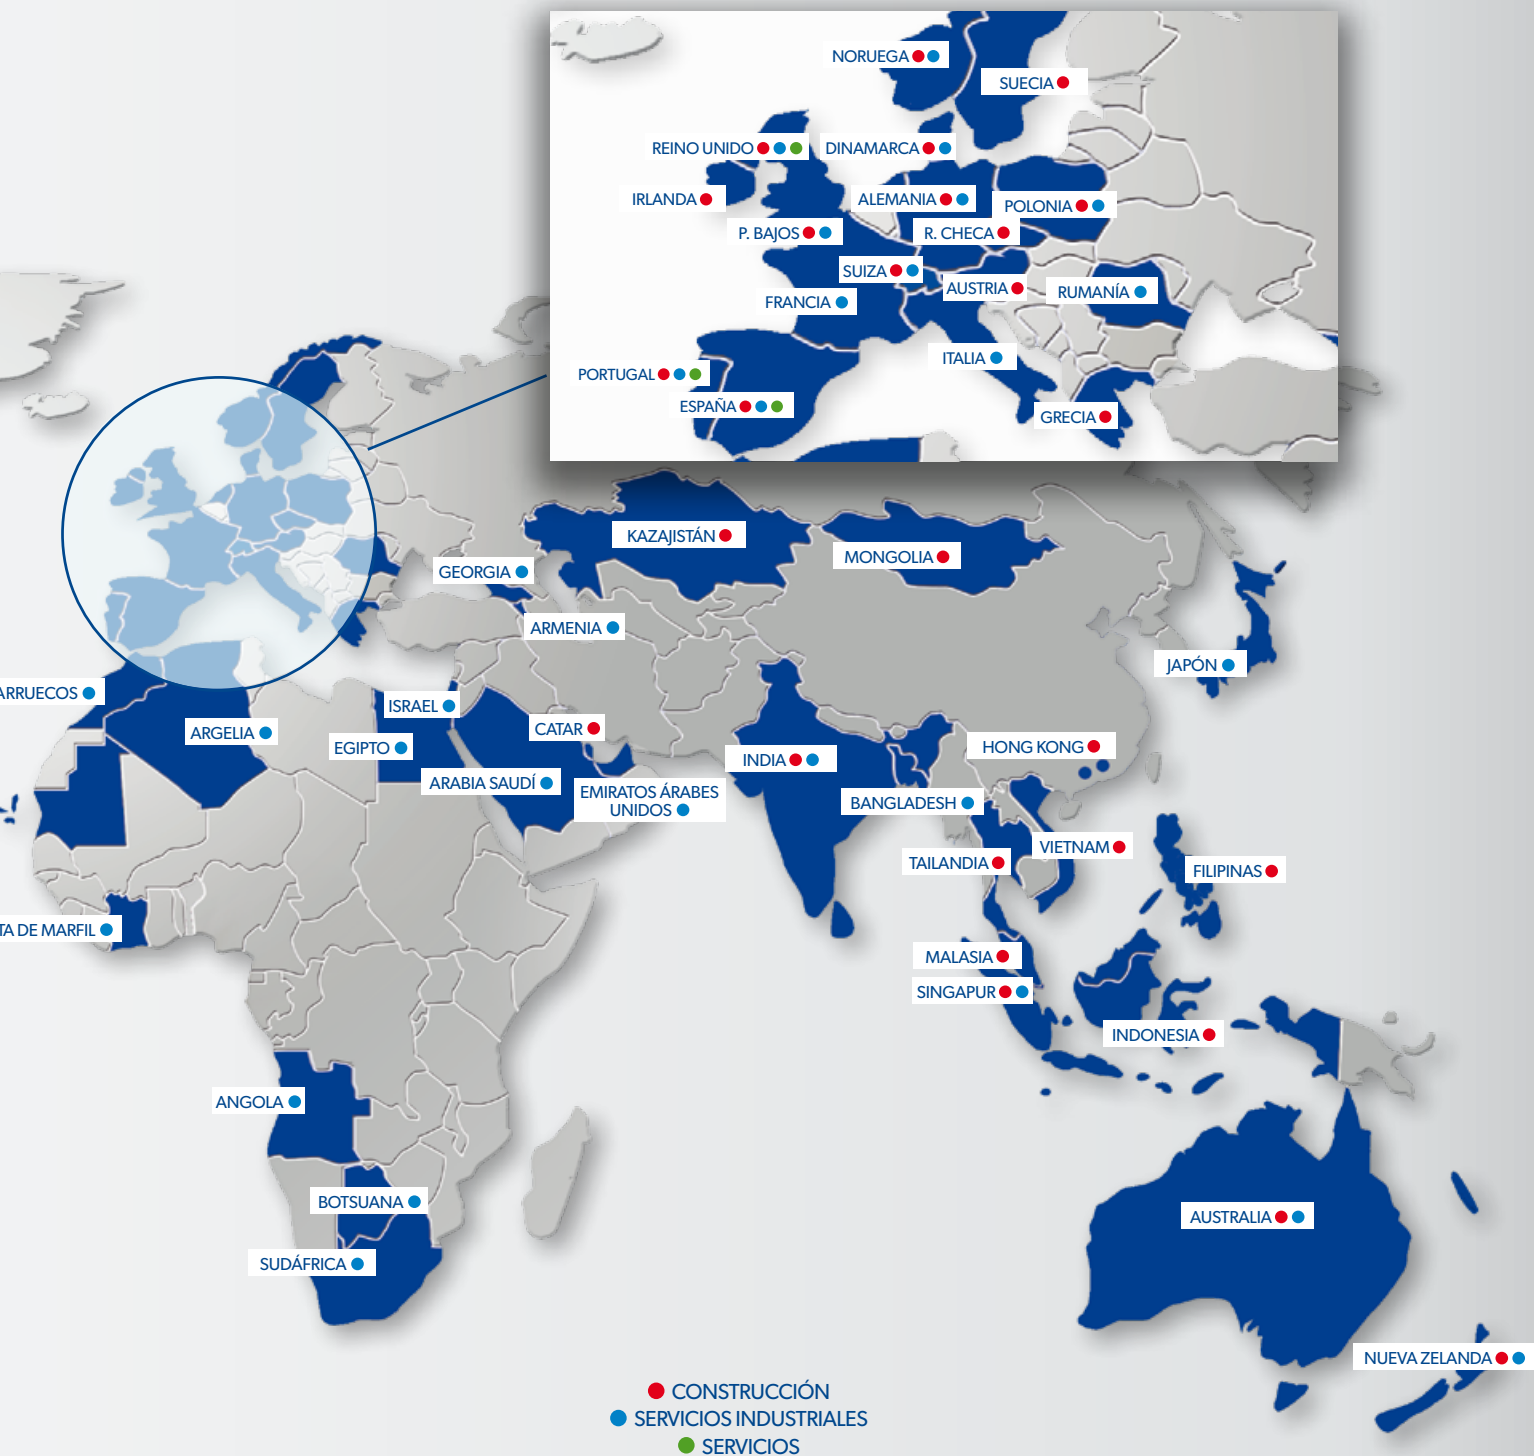 NORUEGA
SUECIA
REINO UNIDO
DINAMARCA
IRLANDA
ALEMANIA
POLONIA
P. BAJOS
R. CHECA
SUIZA
AUSTRIA
RUMANÍA
FRANCIA
ITALIA
PORTUGAL
ESPAÑA
GRECIA
KAZAJISTÁN
MONGOLIA
GEORGIA
ARMENIA
JAPÓN
ARRUECOS
ISRAEL
ARGELIA
EGIPTO
CATAR
HONG KONG
INDIA
ARABIA SAUDÍ
EMIRATOS ÁRABES
UNIDOS
BANGLADESH
VIETNAM
TAILANDIA
FILIPINAS
TA DE MARFIL
MALASIA
SINGAPUR
INDONESIA
ANGOLA
BOTSUANA
AUSTRALIA
SUDÁFRICA
NUEVA ZELANDA
CONSTRUCCIÓN
SERVICIOS INDUSTRIALES
SERVICIOS